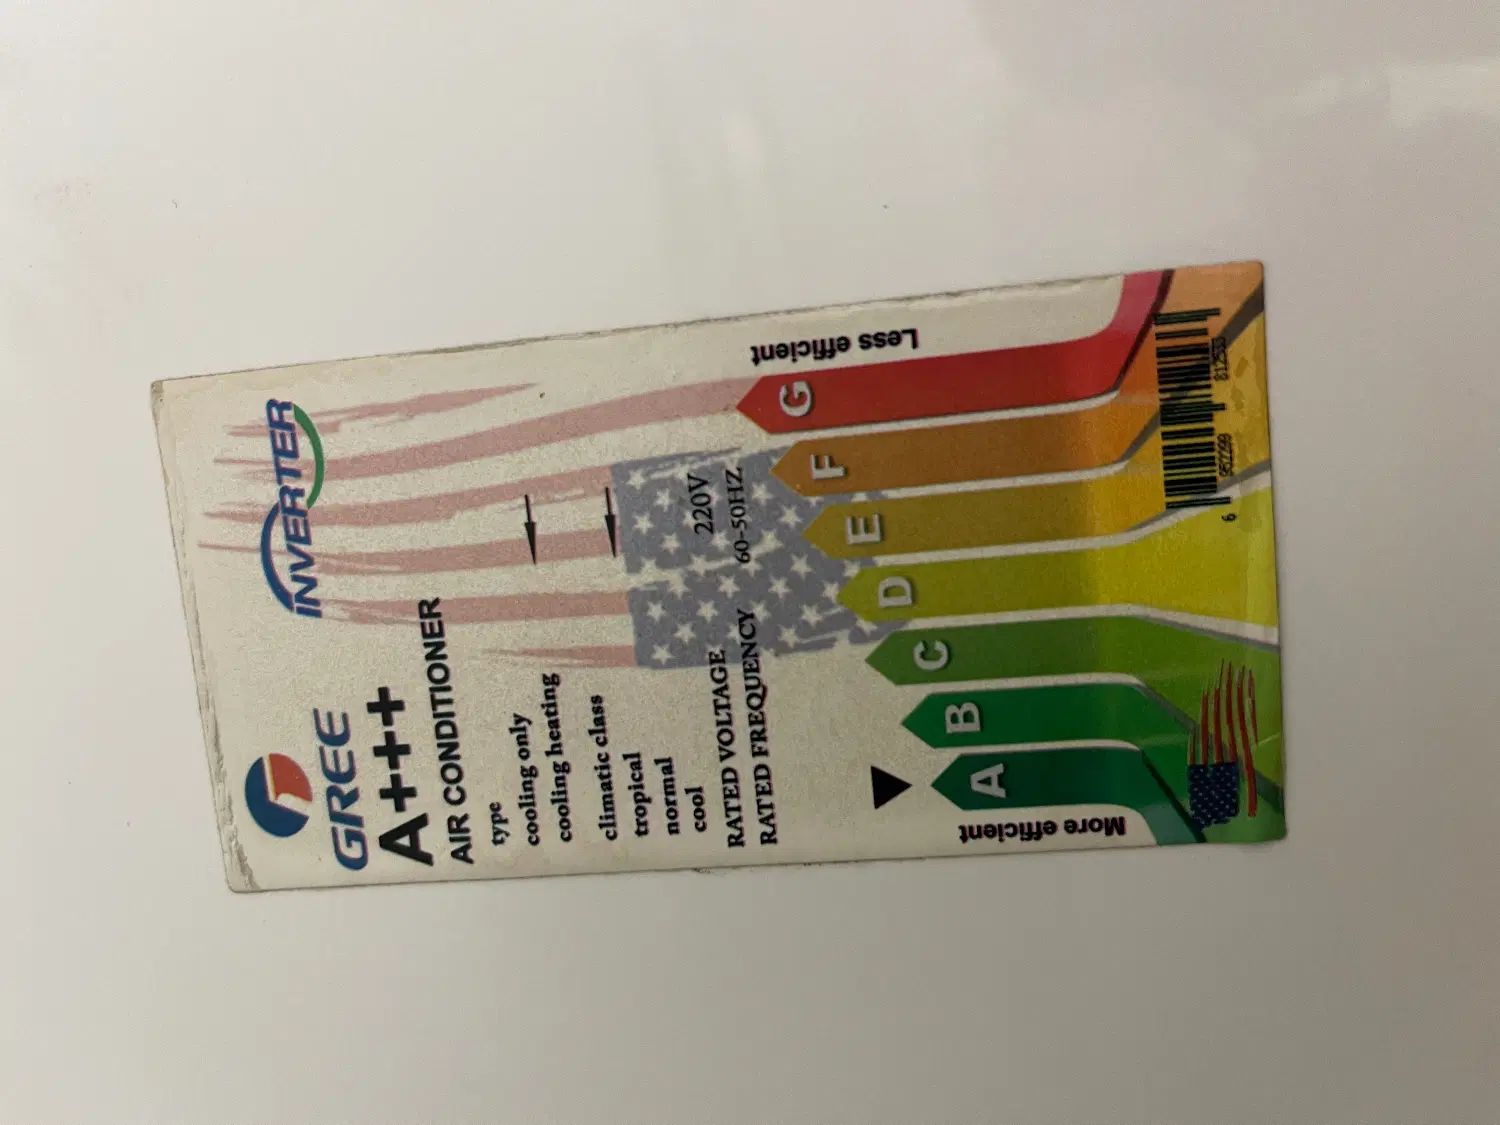 GREE
INVERTER
A+++
AIR CONDITIONER
type
cooling only
cooling heating
climatic class
tropical
normal
cool
RATED VOLTAGE 220V
RATED FREQUENCY 60-50HZ
More efficient
A
B
C
D
E
F
G
Less efficient
6